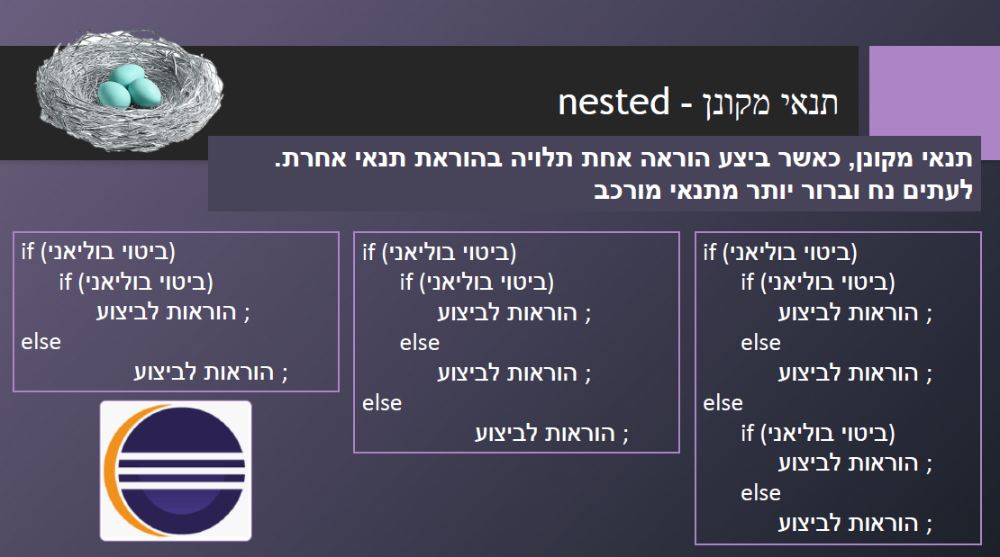 תנאי מקונן - nested
תנאי מקונן, כאשר ביצע הוראה אחת תלויה בהוראת תנאי אחרת.
לעתים נח וברור יותר מתנאי מורכב
if (ביטוי בוליאני)
if (ביטוי בוליאני)
הוראות לביצוע ;
else
הוראות לביצוע ;
if (ביטוי בוליאני)
if (ביטוי בוליאני)
הוראות לביצוע ;
else
הוראות לביצוע ;
else
הוראות לביצוע ;
if (ביטוי בוליאני)
if (ביטוי בוליאני)
הוראות לביצוע ;
else
הוראות לביצוע ;
else
if (ביטוי בוליאני)
הוראות לביצוע ;
else
הוראות לביצוע ;